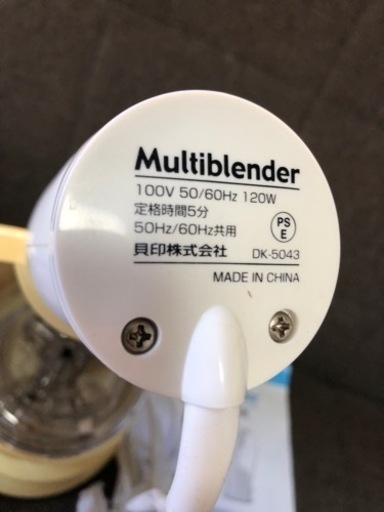 Multiblender
100V 50/60Hz 120W
定格時間5分
50Hz/60Hz共用
PS
E
貝印株式会社 DK-5043
MADE IN CHINA